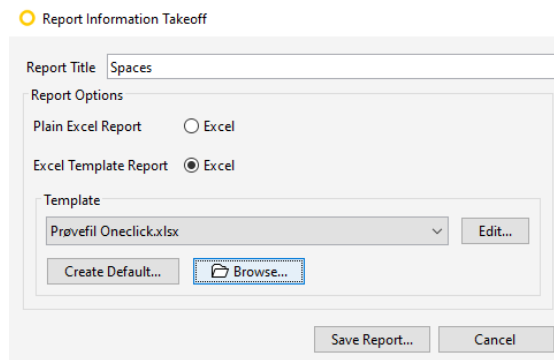 Report Information Takeoff
Report Title Spaces
Report Options
Plain Excel Report Excel
Excel Template Report Excel
Template
Prøvefil Oneclick.xlsx Edit...
Create Default... Browse...
Save Report... Cancel